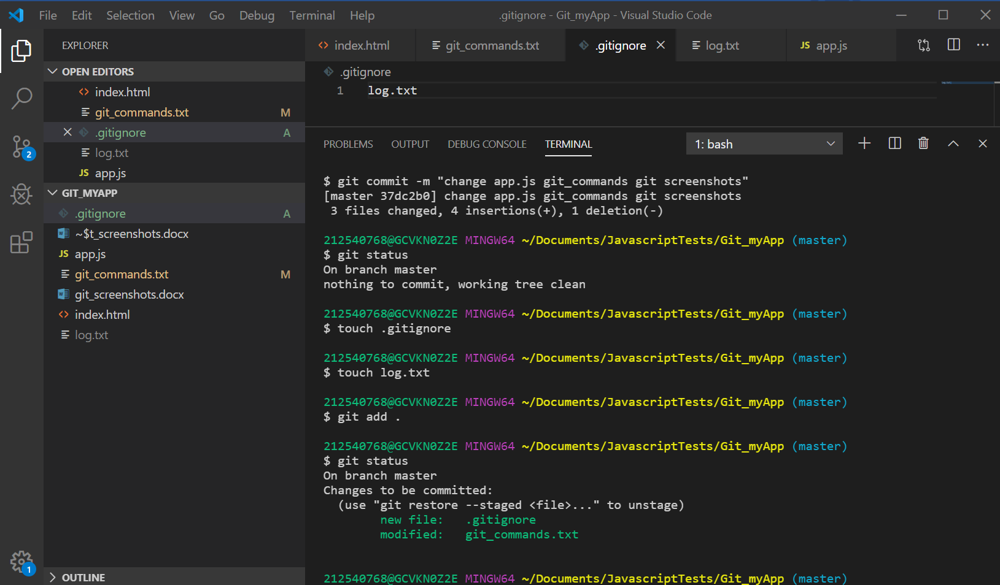 File Edit Selection View Go Debug Terminal Help .gitignore - Git_myApp - Visual Studio Code
EXPLORER
OPEN EDITORS
index.html
git_commands.txt M
.gitignore A
log.txt
JS app.js
GIT_MYAPP
.gitignore A
~$t_screenshots.docx
JS app.js
git_commands.txt M
git_screenshots.docx
index.html
log.txt
OUTLINE
2
1
index.html git_commands.txt .gitignore log.txt JS app.js
.gitignore
1 log.txt
PROBLEMS OUTPUT DEBUG CONSOLE TERMINAL 1: bash
$ git commit -m "change app.js git_commands git screenshots"
[master 37dc2b0] change app.js git_commands git screenshots
3 files changed, 4 insertions(+), 1 deletion(-)
212540768@GCVKN0Z2E MINGW64 ~/Documents/JavascriptTests/Git_myApp (master)
$ git status
On branch master
nothing to commit, working tree clean
212540768@GCVKN0Z2E MINGW64 ~/Documents/JavascriptTests/Git_myApp (master)
$ touch .gitignore
212540768@GCVKN0Z2E MINGW64 ~/Documents/JavascriptTests/Git_myApp (master)
$ touch log.txt
212540768@GCVKN0Z2E MINGW64 ~/Documents/JavascriptTests/Git_myApp (master)
$ git add .
212540768@GCVKN0Z2E MINGW64 ~/Documents/JavascriptTests/Git_myApp (master)
$ git status
On branch master
Changes to be committed:
(use "git restore --staged <file>..." to unstage)
new file: .gitignore
modified: git_commands.txt
212540768@GCVKN0Z2E MINGW64 ~/Documents/JavascriptTests/Git_myApp (master)